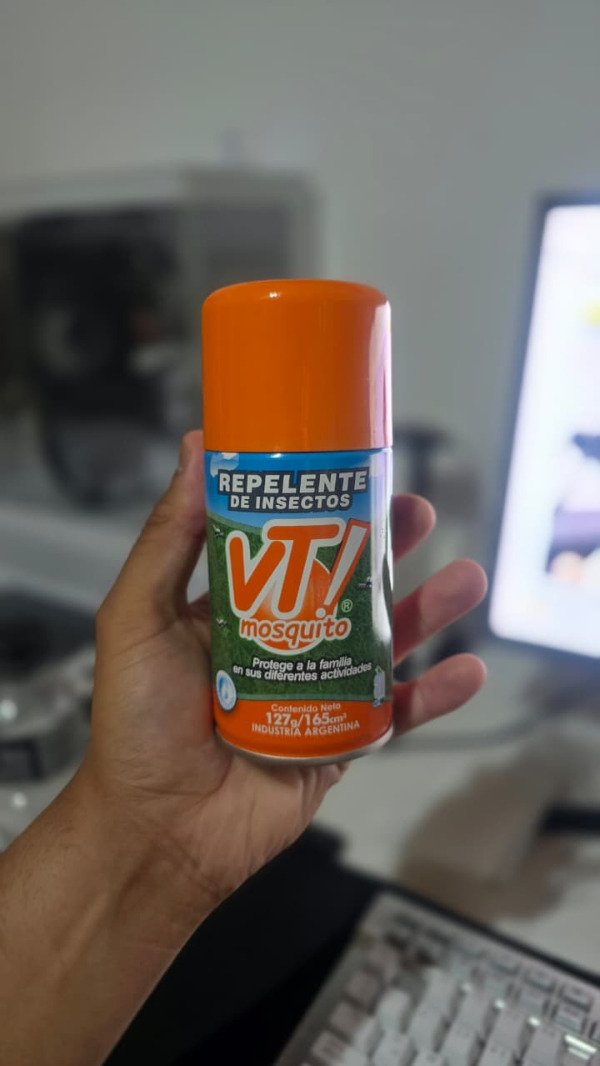 REPELENTE
DE INSECTOS
VT!®
mosquito
Protege a la familia
en sus diferentes actividades
Contenido Neto
127g/165cm³
INDUSTRIA ARGENTINA